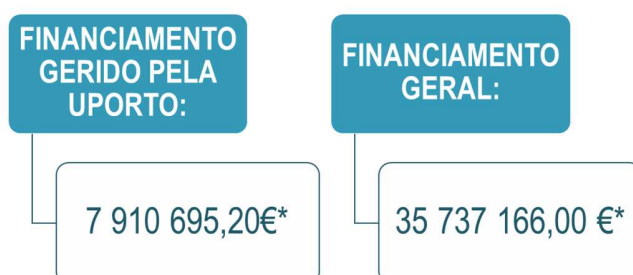 FINANCIAMENTO
GERIDO PELA
UPORTO:
7 910 695,20€*
FINANCIAMENTO
GERAL:
35 737 166,00 €*